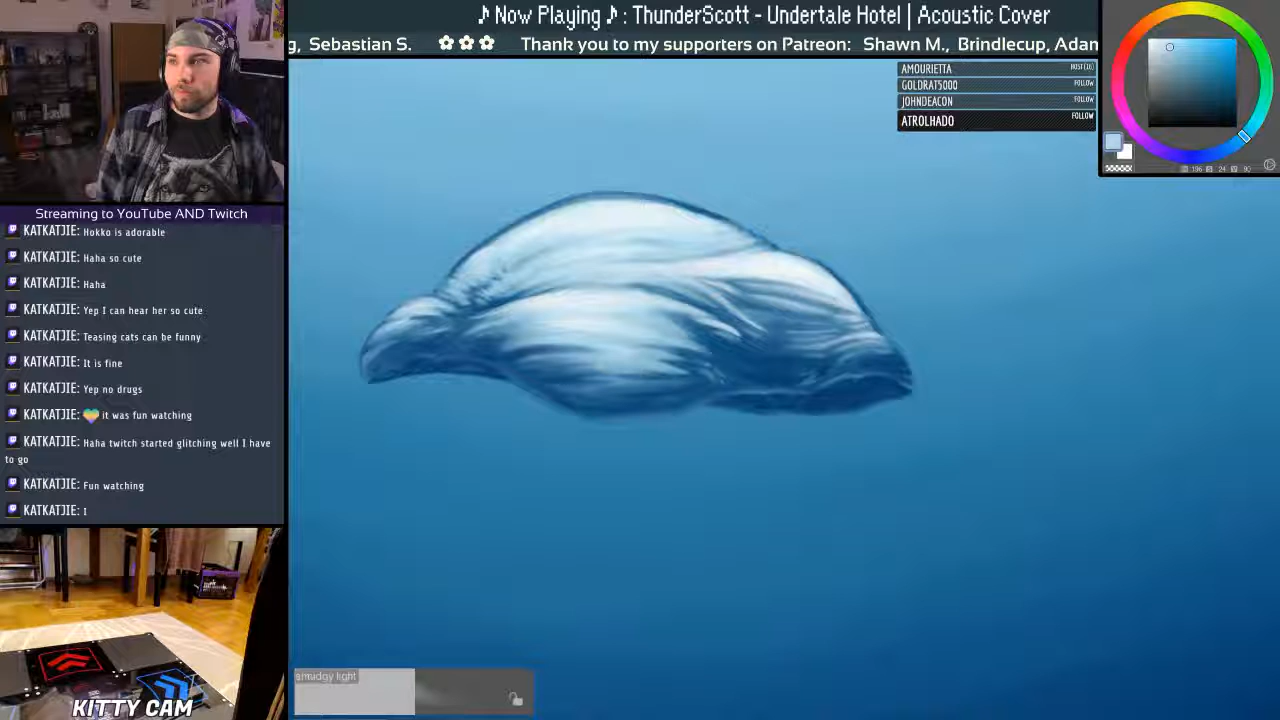 ♪ Now Playing ♪ : ThunderScott - Undertale Hotel | Acoustic Cover
g, Sebastian S. ✿ ✿ ✿ Thank you to my supporters on Patreon: Shawn M., Brindlecup, Adan
AMOURIETTA
GOLDRAT5000 FOLLOW
JOHNDEACON FOLLOW
ATROLHADO FOLLOW
Streaming to YouTube AND Twitch
KATKATJIE: Hokko is adorable
KATKATJIE: Haha so cute
KATKATJIE: Haha
KATKATJIE: Yep I can hear her so cute
KATKATJIE: Teasing cats can be funny
KATKATJIE: It is fine
KATKATJIE: Yep no drugs
KATKATJIE: it was fun watching
KATKATJIE: Haha twitch started glitching well I have
to go
KATKATJIE: Fun watching
KATKATJIE: I
smudgy light
KITTY CAM